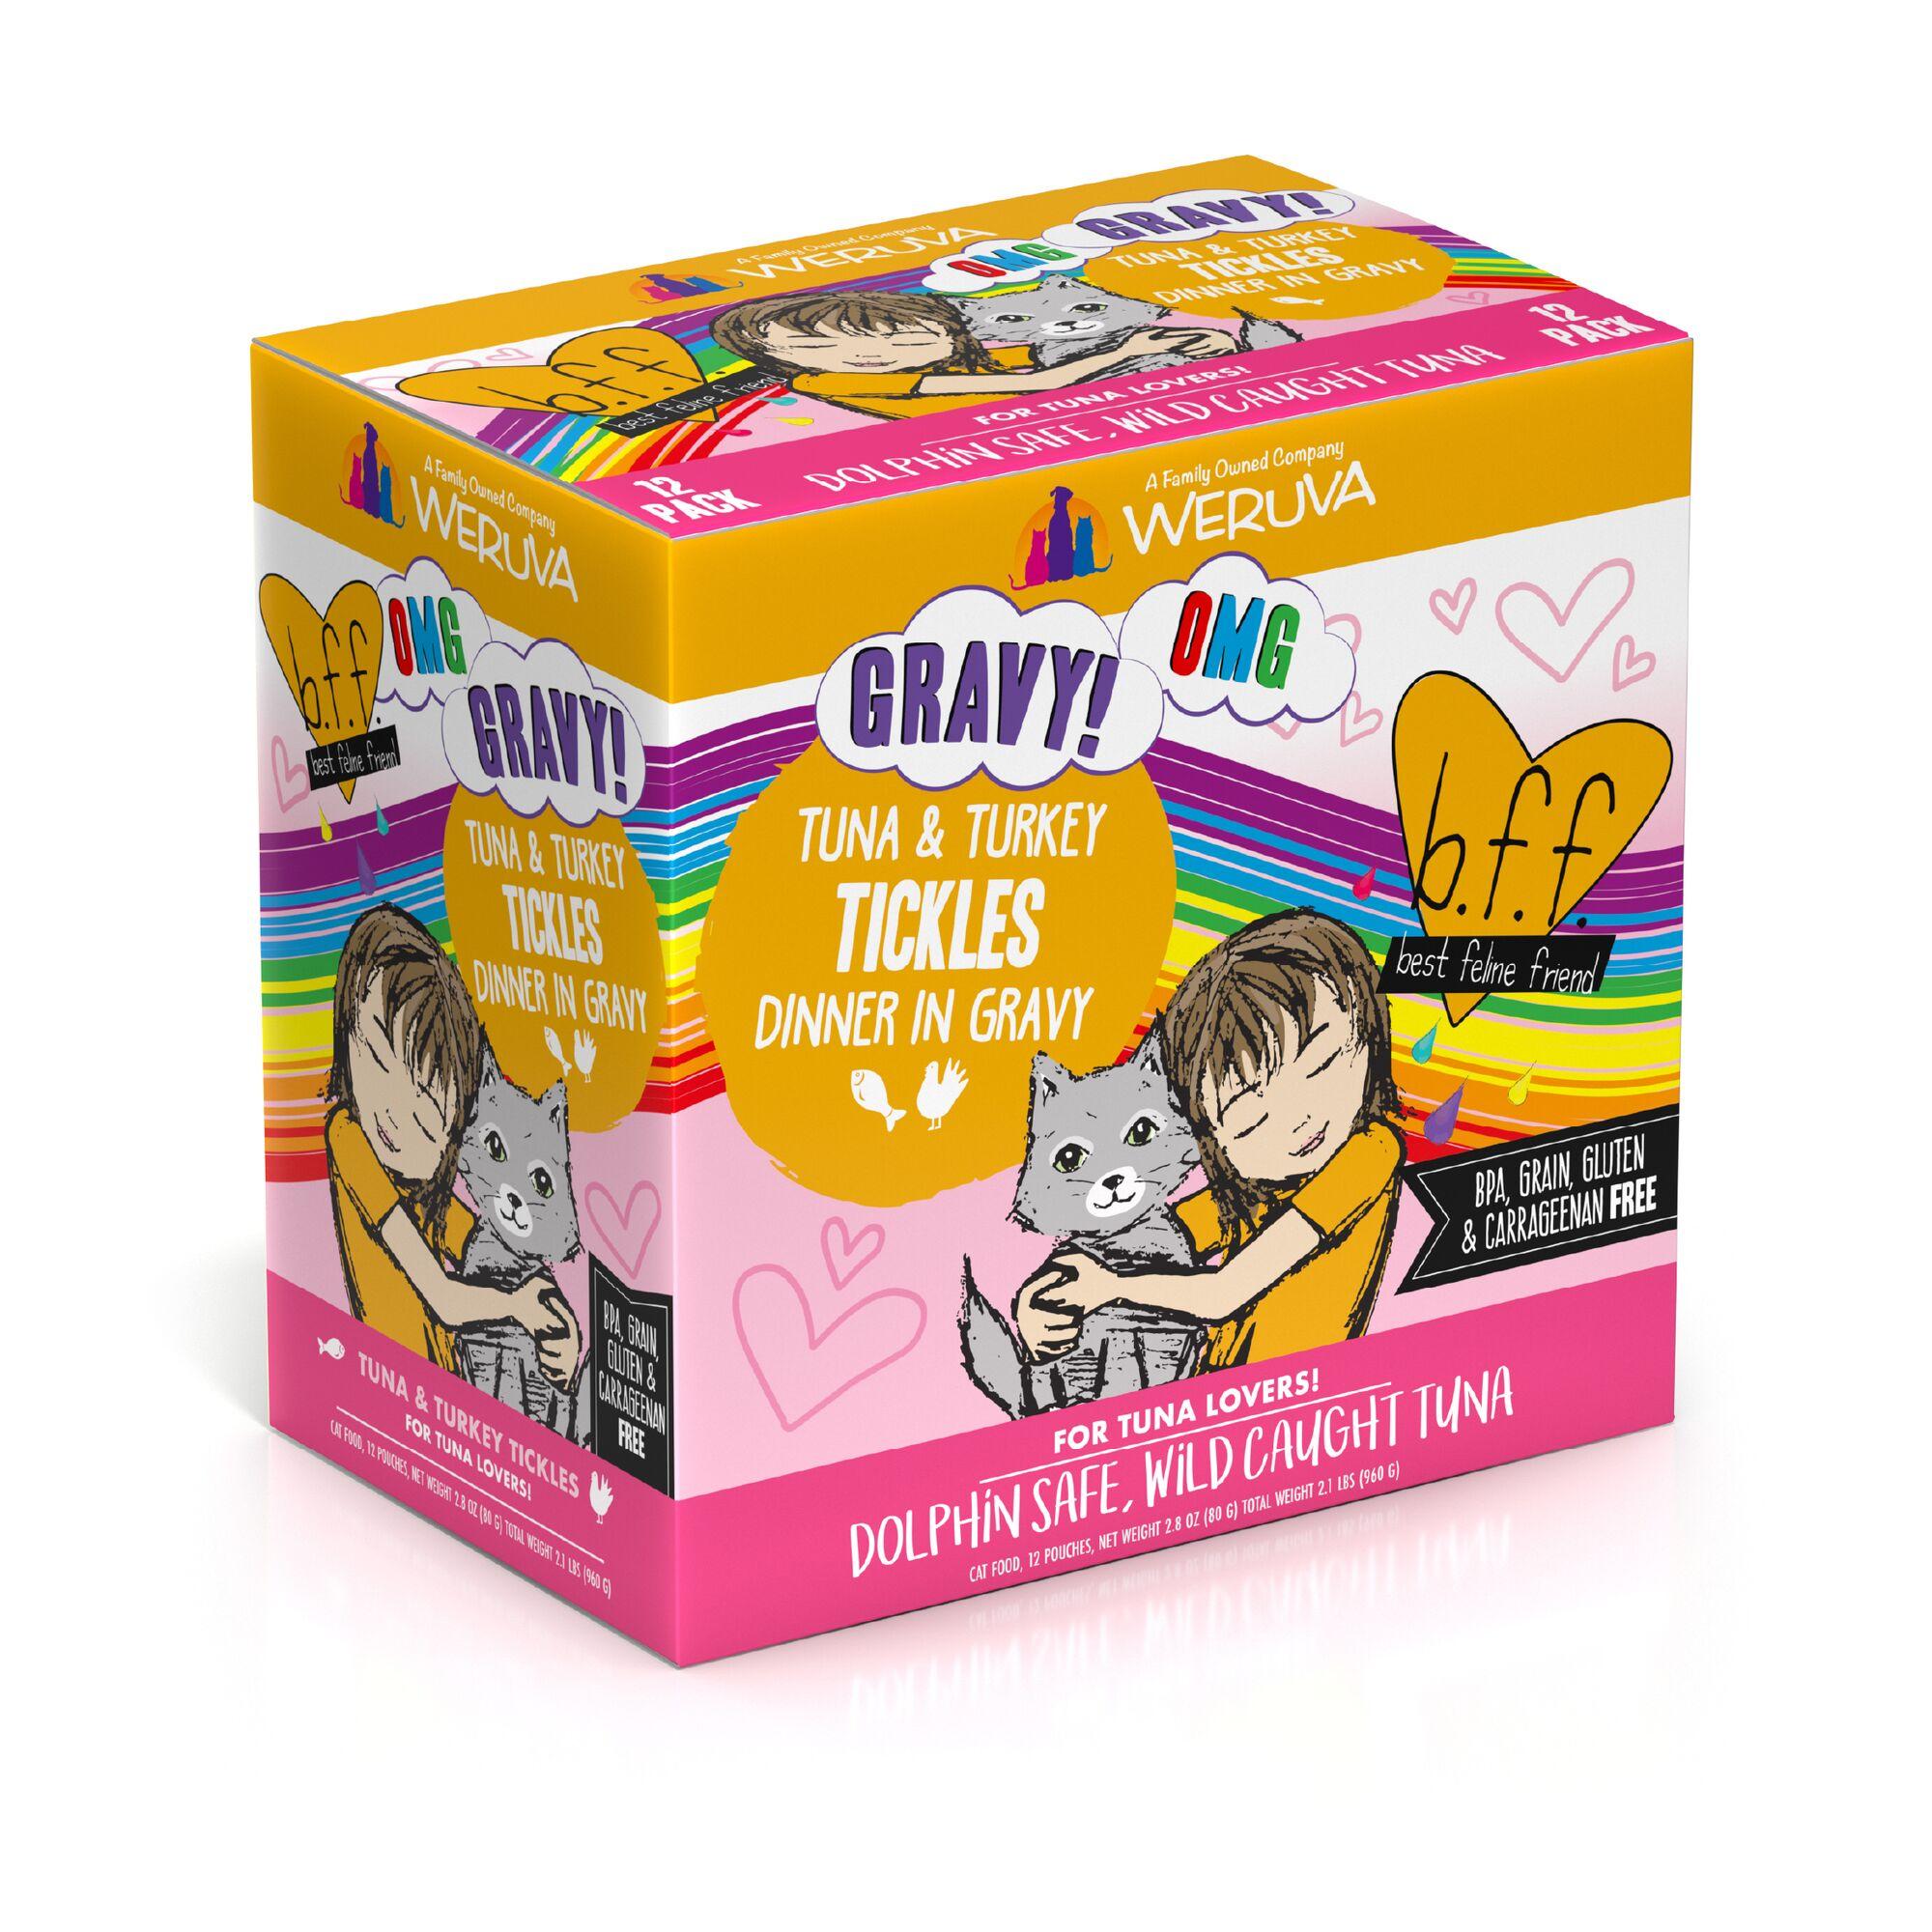 A Family Owned Company
WERUVA
OMG
GRAVY!
TUNA & TURKEY
TICKLES
DINNER IN GRAVY
b.f.f.
best feline friend
12
PACK
FOR TUNA LOVERS!
DOLPHIN SAFE, WILD CAUGHT TUNA
12
PACK
A Family Owned Company
WERUVA
b.f.f.
best feline friend
OMG
GRAVY!
TUNA & TURKEY
TICKLES
DINNER IN GRAVY
BPA, GRAIN,
GLUTEN &
CARRAGEENAN
FREE
TUNA & TURKEY TICKLES
FOR TUNA LOVERS!
CAT FOOD, 12 POUCHES, NET WEIGHT 2.8 OZ (80 G) TOTAL WEIGHT 2.1 LBS (960 G)
A Family Owned Company
WERUVA
GRAVY!
OMG
TUNA & TURKEY
TICKLES
DINNER IN GRAVY
b.f.f.
best feline friend
BPA, GRAIN, GLUTEN
& CARRAGEENAN FREE
FOR TUNA LOVERS!
DOLPHIN SAFE, WILD CAUGHT TUNA
CAT FOOD, 12 POUCHES, NET WEIGHT 2.8 OZ (80 G) TOTAL WEIGHT 2.1 LBS (960 G)